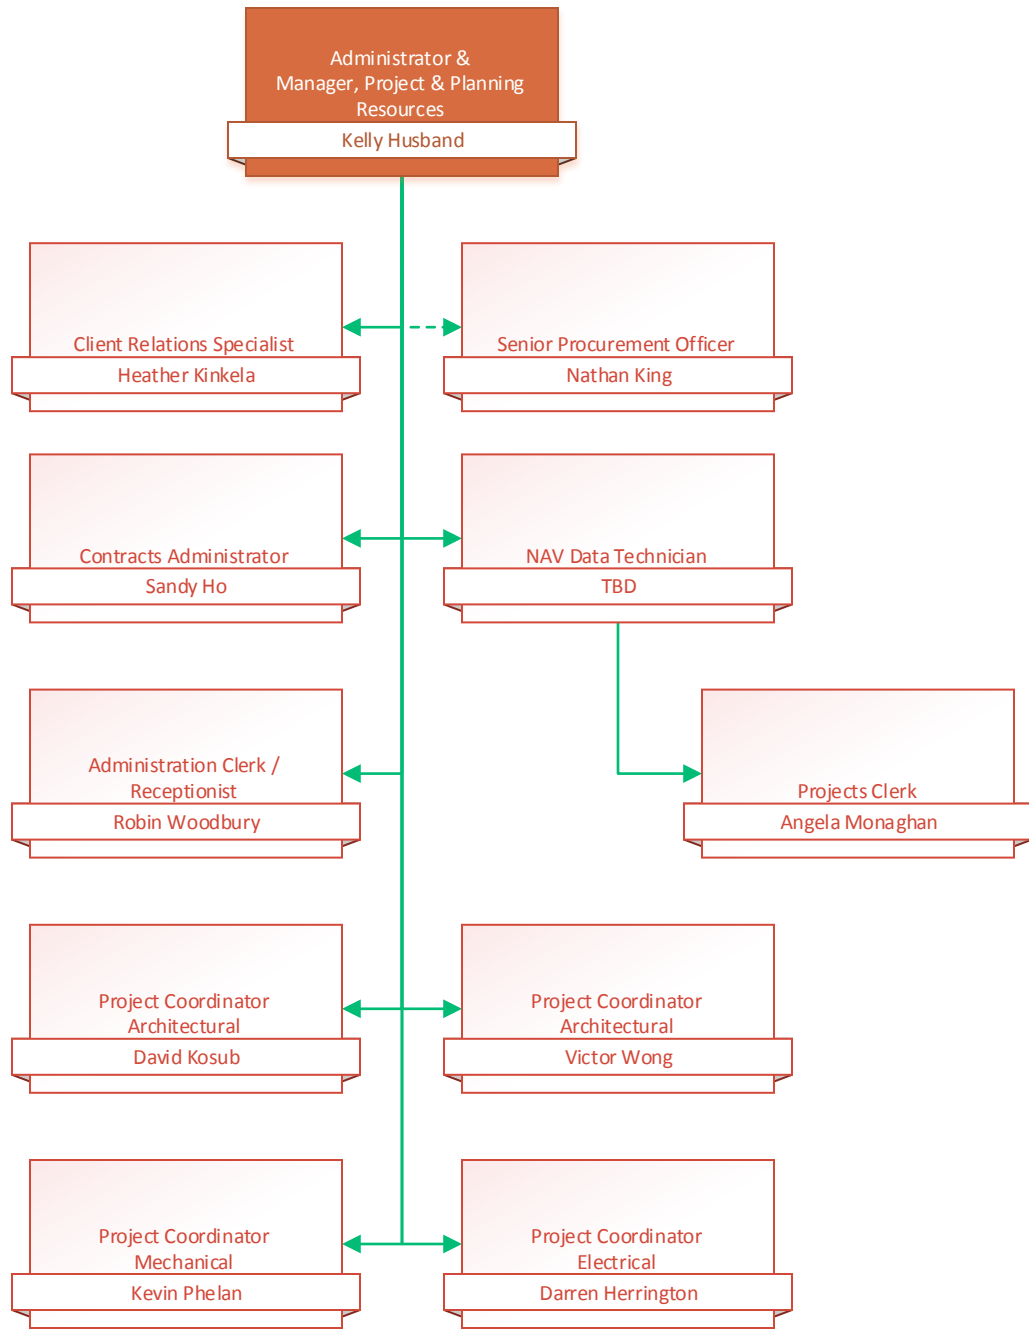 Administrator &
Manager, Project & Planning
Resources
Kelly Husband
Client Relations Specialist
Heather Kinkela
Senior Procurement Officer
Nathan King
Contracts Administrator
Sandy Ho
NAV Data Technician
TBD
Administration Clerk /
Receptionist
Robin Woodbury
Projects Clerk
Angela Monaghan
Project Coordinator
Architectural
David Kosub
Project Coordinator
Architectural
Victor Wong
Project Coordinator
Mechanical
Kevin Phelan
Project Coordinator
Electrical
Darren Herrington